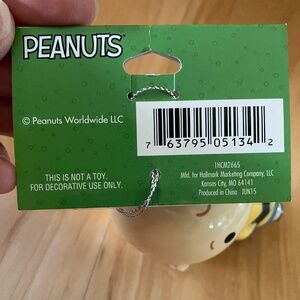 PEANUTS
© Peanuts Worldwide LLC
7 63795 05134 2
1HCM2665
Mfd. for Hallmark Marketing Company, LLC
Kansas City, MO 64141
Produced in China JUN15
THIS IS NOT A TOY.
FOR DECORATIVE USE ONLY.